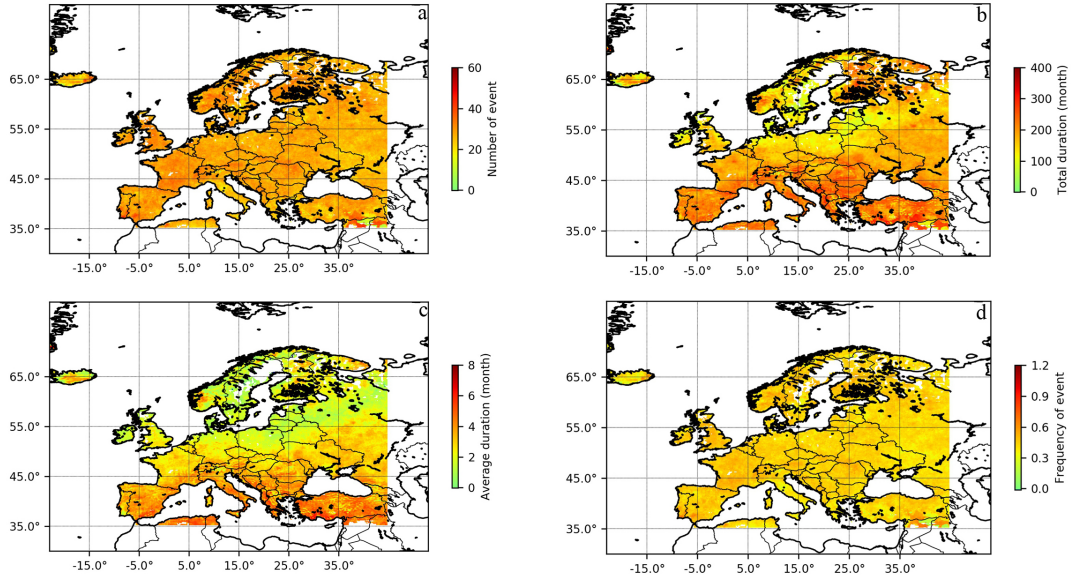 a
65.0°
55.0°
45.0°
35.0°
-15.0° -5.0° 5.0° 15.0° 25.0° 35.0°
60
40
20
0
Number of event
b
65.0°
55.0°
45.0°
35.0°
-15.0° -5.0° 5.0° 15.0° 25.0° 35.0°
400
300
200
100
0
Total duration (month)
c
65.0°
55.0°
45.0°
35.0°
-15.0° -5.0° 5.0° 15.0° 25.0° 35.0°
8
6
4
2
0
Average duration (month)
d
65.0°
55.0°
45.0°
35.0°
-15.0° -5.0° 5.0° 15.0° 25.0° 35.0°
1.2
0.9
0.6
0.3
0.0
Frequency of event